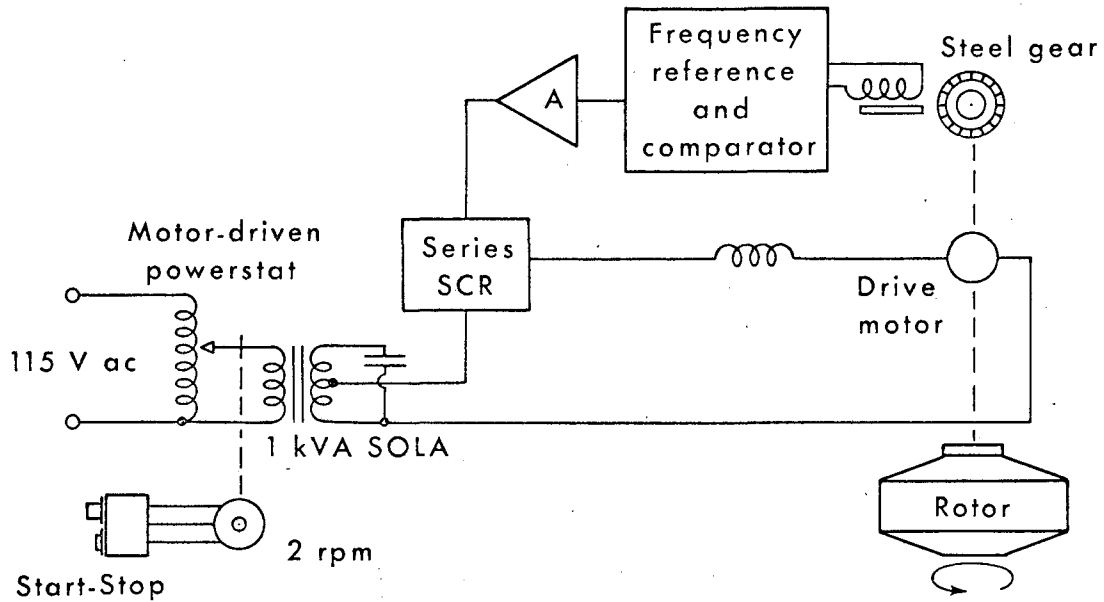 Frequency
reference
and
comparator
Steel gear
A
Motor-driven
powerstat
Series
SCR
Drive
motor
115 V ac
1 kVA SOLA
Rotor
2 rpm
Start-Stop